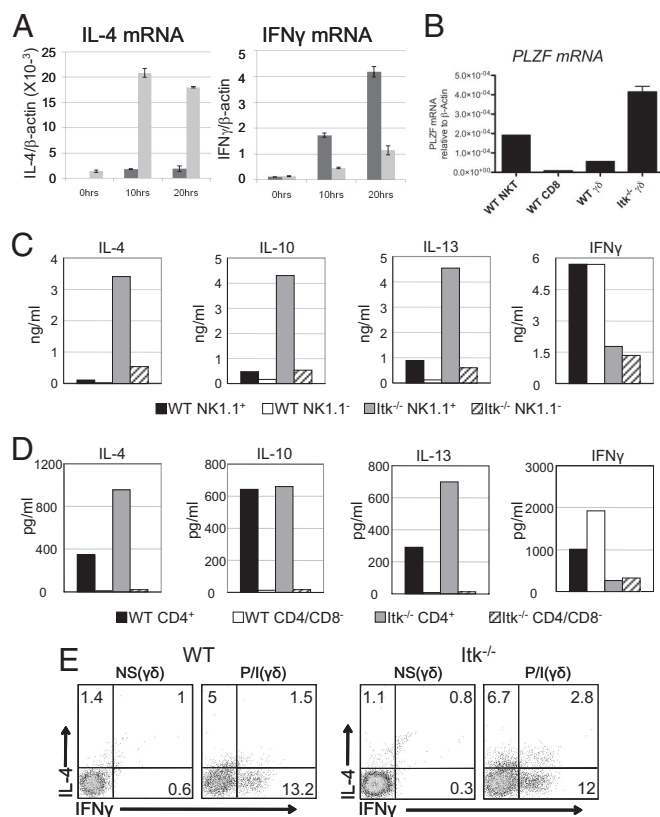 A
IL-4 mRNA
IFNγ mRNA
IL-4/β-actin (X10-3)
25
20
15
10
5
0
0hrs 10hrs 20hrs
IFNγ/β-actin
5
4
3
2
1
0
0hrs 10hrs 20hrs
B
PLZF mRNA
PLZF mRNA
relative to β-Actin
5.0×10-04
4.0×10-04
3.0×10-04
2.0×10-04
1.0×10-04
0.0×10+00
WT NKT
WT CD8
WT γδ
Itk-/- γδ
C
IL-4
ng/ml
4
3
2
1
0
IL-10
ng/ml
5
4
3
2
1
0
IL-13
ng/ml
5
4
3
2
1
0
IFNγ
ng/ml
6
4.5
3
1.5
0
WT NK1.1+ WT NK1.1- Itk-/- NK1.1+ Itk-/- NK1.1-
D
IL-4
pg/ml
1200
800
400
0
IL-10
pg/ml
800
600
400
200
0
IL-13
pg/ml
800
600
400
200
0
IFNγ
pg/ml
3000
2000
1000
0
WT CD4+ WT CD4/CD8- Itk-/- CD4+ Itk-/- CD4/CD8-
E
WT
Itk-/-
NS(γδ) P/I(γδ)
NS(γδ) P/I(γδ)
1.4 1
0.6
5 1.5
13.2
1.1 0.8
0.3
6.7 2.8
12
IL-4
IFNγ
IL-4
IFNγ